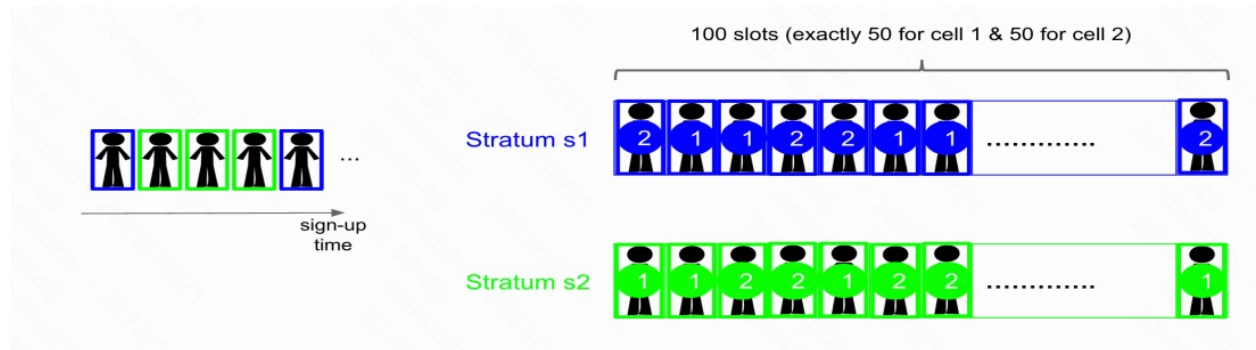 100 slots (exactly 50 for cell 1 & 50 for cell 2)
Stratum s1
2 1 1 2 2 1 1 ............. 2
...
sign-up
time
Stratum s2
1 1 2 2 1 2 2 ............. 1